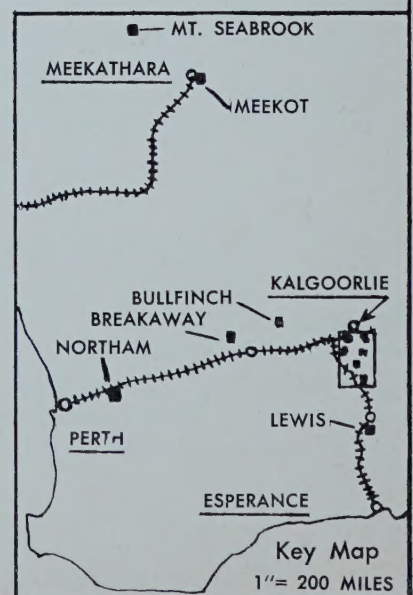 MT. SEABROOK
MEEKATHARA
MEEKOT
KALGOORLIE
BULLFINCH
BREAKAWAY
NORTHAM
LEWIS
PERTH
ESPERANCE
Key Map
1"= 200 MILES